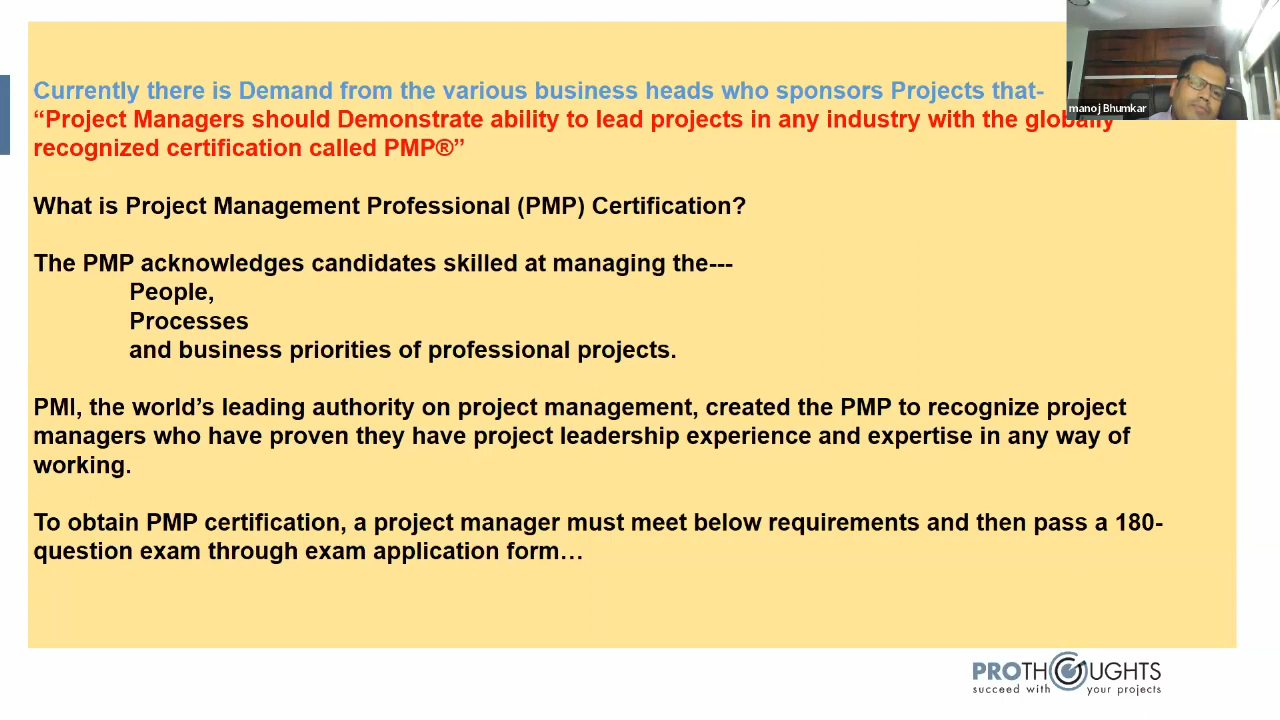 Currently there is Demand from the various business heads who sponsors Projects that-
“Project Managers should Demonstrate ability to lead projects in any industry with the globally
recognized certification called PMP®”
What is Project Management Professional (PMP) Certification?
The PMP acknowledges candidates skilled at managing the---
People,
Processes
and business priorities of professional projects.
PMI, the world’s leading authority on project management, created the PMP to recognize project
managers who have proven they have project leadership experience and expertise in any way of
working.
To obtain PMP certification, a project manager must meet below requirements and then pass a 180-
question exam through exam application form…
manoj Bhumkar
PROTHOUGHTS
succeed with your projects